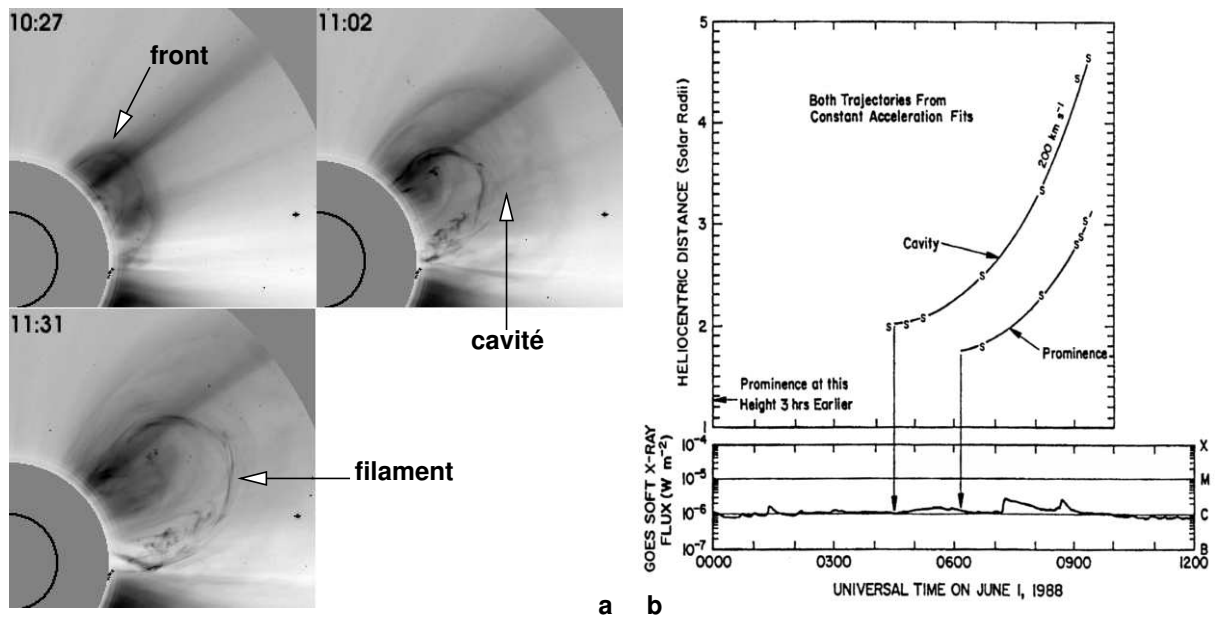 10:27
front
11:02
cavité
11:31
filament
a
b
5
4
3
2
1
HELIOCENTRIC DISTANCE (Solar Radii)
Both Trajectories From
Constant Acceleration Fits
200 km s⁻¹
S
S
S
S
S
S
S
Cavity
S
S
S
S
S
Prominence
Prominence at this
Height 3 hrs Earlier
GOES SOFT X-RAY
FLUX (W m⁻²)
10⁻⁴
10⁻⁵
10⁻⁶
10⁻⁷
X
M
C
B
0000
0300
0600
0900
1200
UNIVERSAL TIME ON JUNE 1, 1988